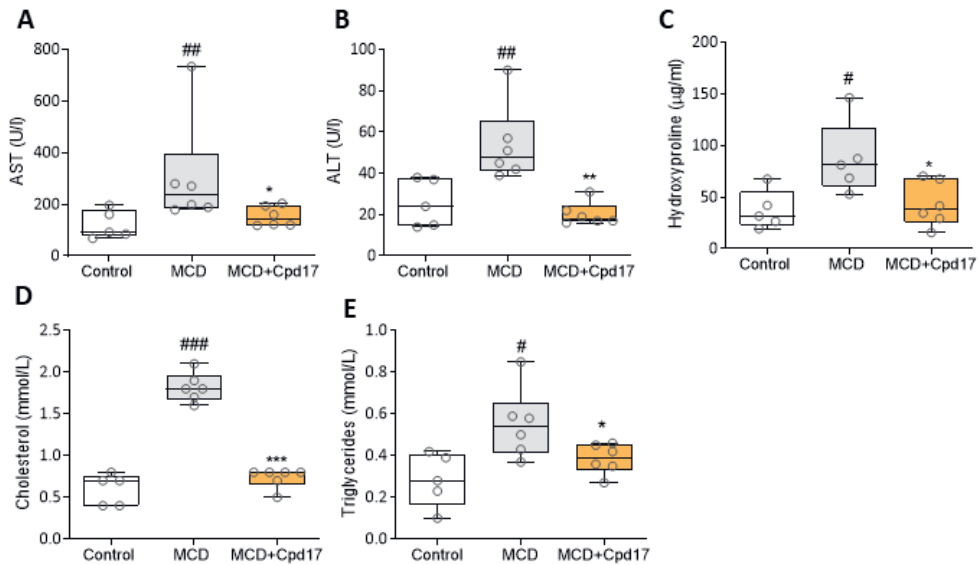 A
AST (U/l)
800
600
400
200
0
##
*
Control
MCD
MCD+Cpd17
B
ALT (U/l)
100
80
60
40
20
0
##
**
Control
MCD
MCD+Cpd17
C
Hydroxyproline (μg/ml)
200
150
100
50
0
#
*
Control
MCD
MCD+Cpd17
D
Cholesterol (mmol/L)
2.5
2.0
1.5
1.0
0.5
0.0
###
***
Control
MCD
MCD+Cpd17
E
Triglycerides (mmol/L)
1.0
0.8
0.6
0.4
0.2
0.0
#
*
Control
MCD
MCD+Cpd17